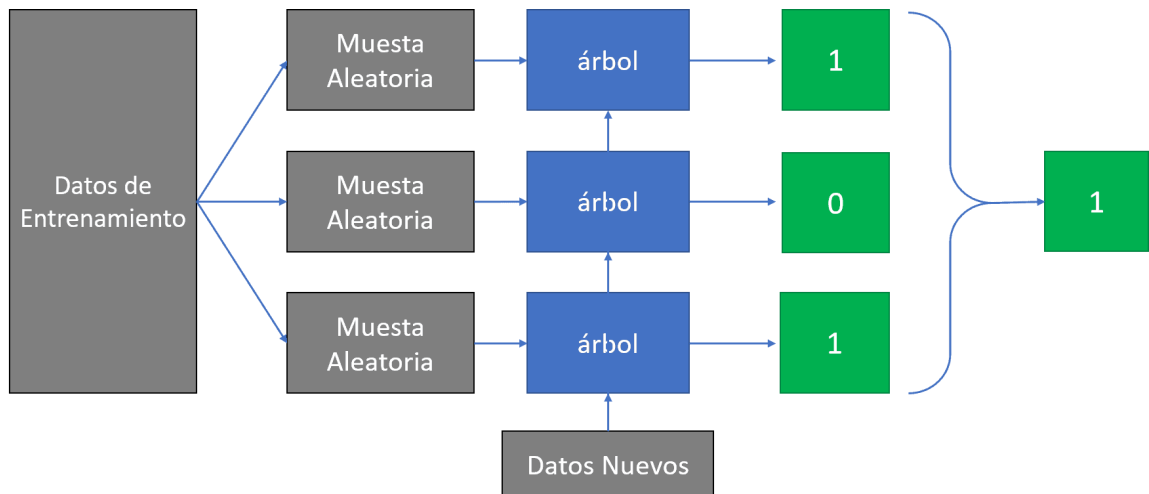 Muesta
Aleatoria
árbol
1
Datos de
Entrenamiento
Muesta
Aleatoria
árbol
0
1
Muesta
Aleatoria
árbol
1
Datos Nuevos